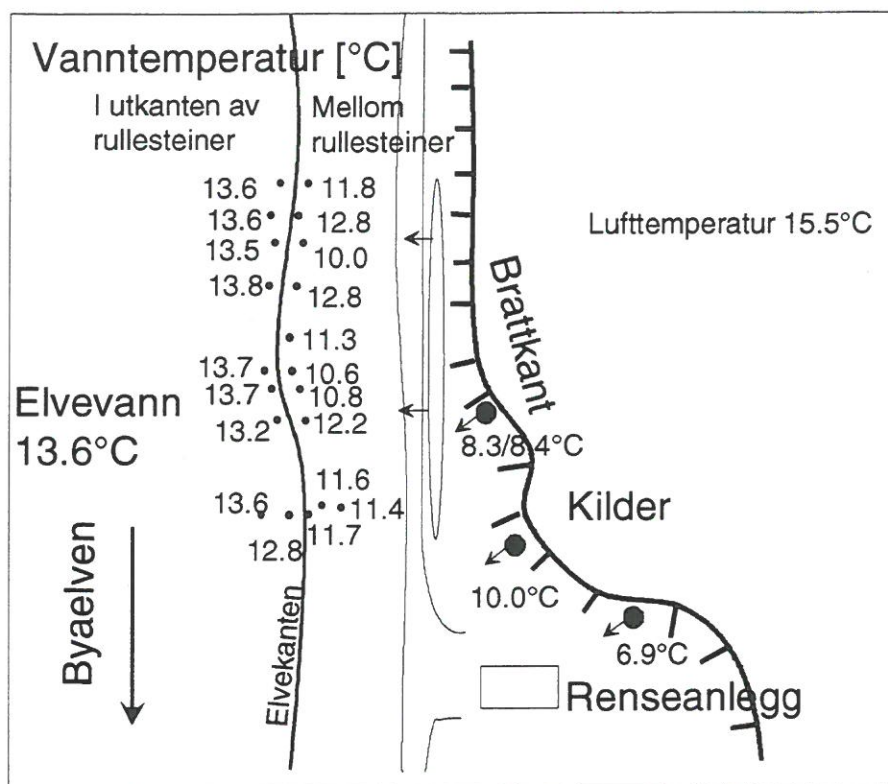 Vanntemperatur [°C]
I utkanten av
rullesteiner
Mellom
rullesteiner
13.6
11.8
13.6
12.8
13.5
10.0
13.8
12.8
11.3
13.7
10.6
13.7
10.8
13.2
12.2
11.6
13.6
11.4
11.7
12.8
Lufttemperatur 15.5°C
Brattkant
8.3/8.4°C
Elvevann
13.6°C
Kilder
10.0°C
6.9°C
Byaelven
Elvekanten
Renseanlegg